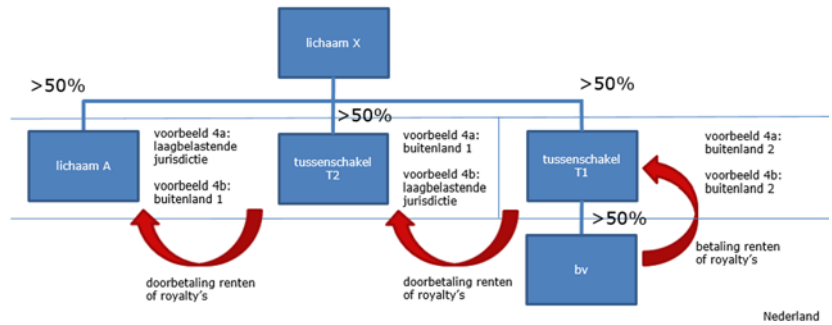 lichaam X
>50%
>50%
>50%
lichaam A
voorbeeld 4a:
laagbelastende
jurisdictie
voorbeeld 4b:
buitenland 1
tussenschakel
T2
voorbeeld 4a:
buitenland 1
voorbeeld 4b:
laagbelastende
jurisdictie
tussenschakel
T1
voorbeeld 4a:
buitenland 2
voorbeeld 4b:
buitenland 2
>50%
doorbetaling renten
of royalty's
doorbetaling renten
of royalty's
bv
betaling renten
of royalty's
Nederland